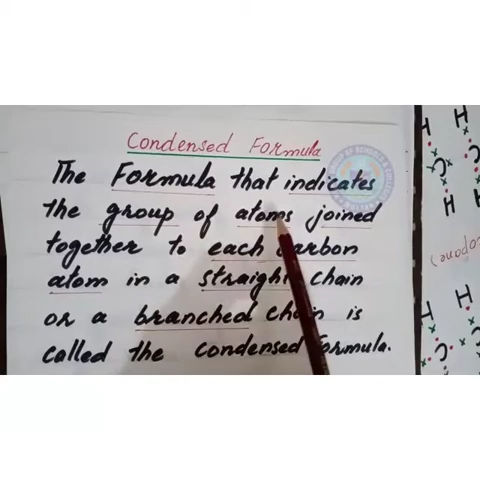 Condensed Formula
The Formula that indicates
the group of atoms joined
together to each carbon
atom in a straight chain
or a branched chain is
called the condensed formula.